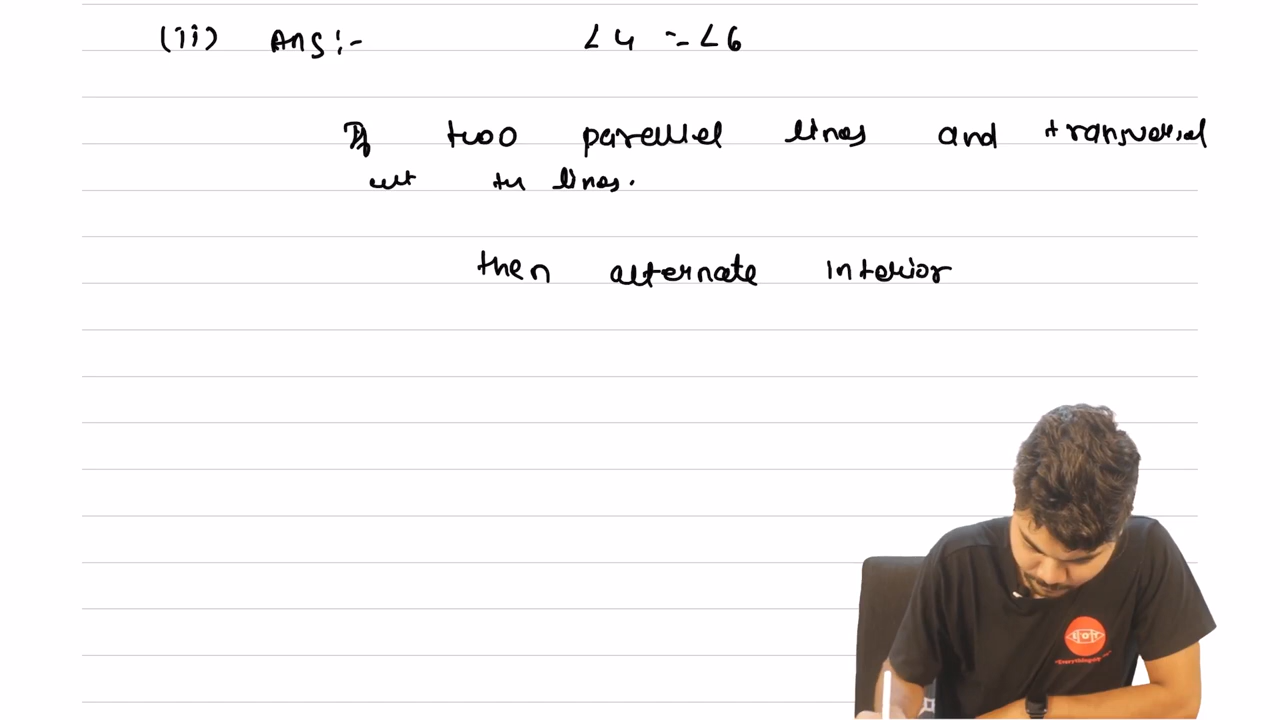 (ii) Ans:- ∠4 = ∠6
If two parellel lines and transversal
cut the lines.
then alternate interior